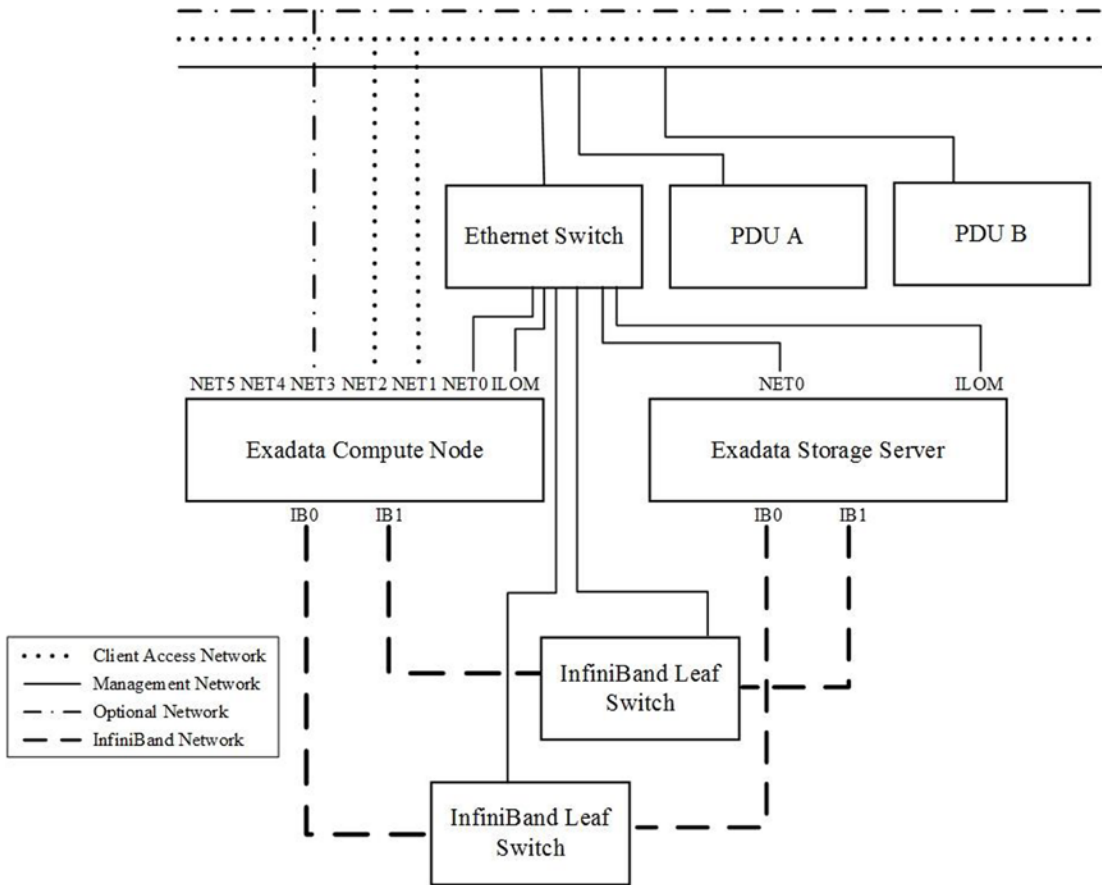 Ethernet Switch
PDU A
PDU B
NET5 NET4 NET3 NET2 NET1 NET0 ILOM
NET0
ILOM
Exadata Compute Node
Exadata Storage Server
IB0
IB1
IB0
IB1
Client Access Network
Management Network
Optional Network
InfiniBand Network
InfiniBand Leaf
Switch
InfiniBand Leaf
Switch